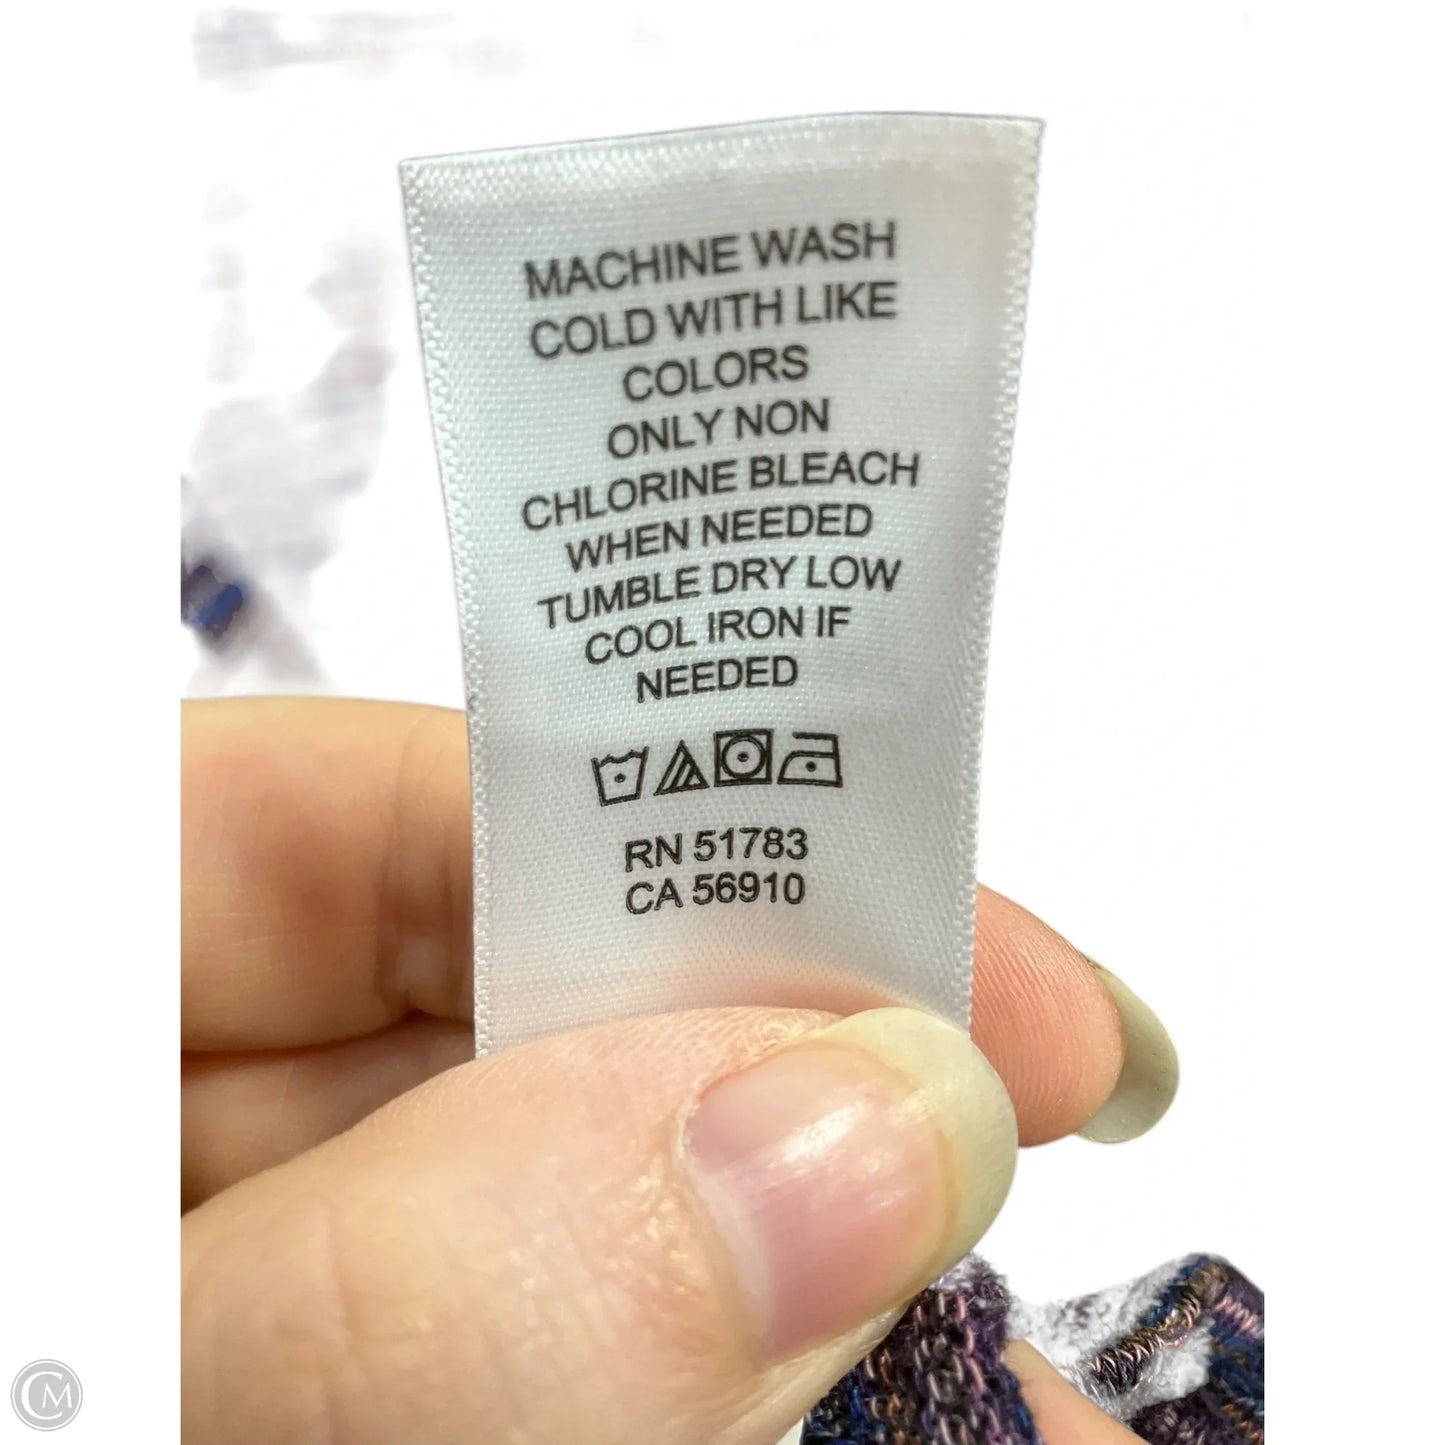 MACHINE WASH
COLD WITH LIKE
COLORS
ONLY NON
CHLORINE BLEACH
WHEN NEEDED
TUMBLE DRY LOW
COOL IRON IF
NEEDED
RN 51783
CA 56910
CM